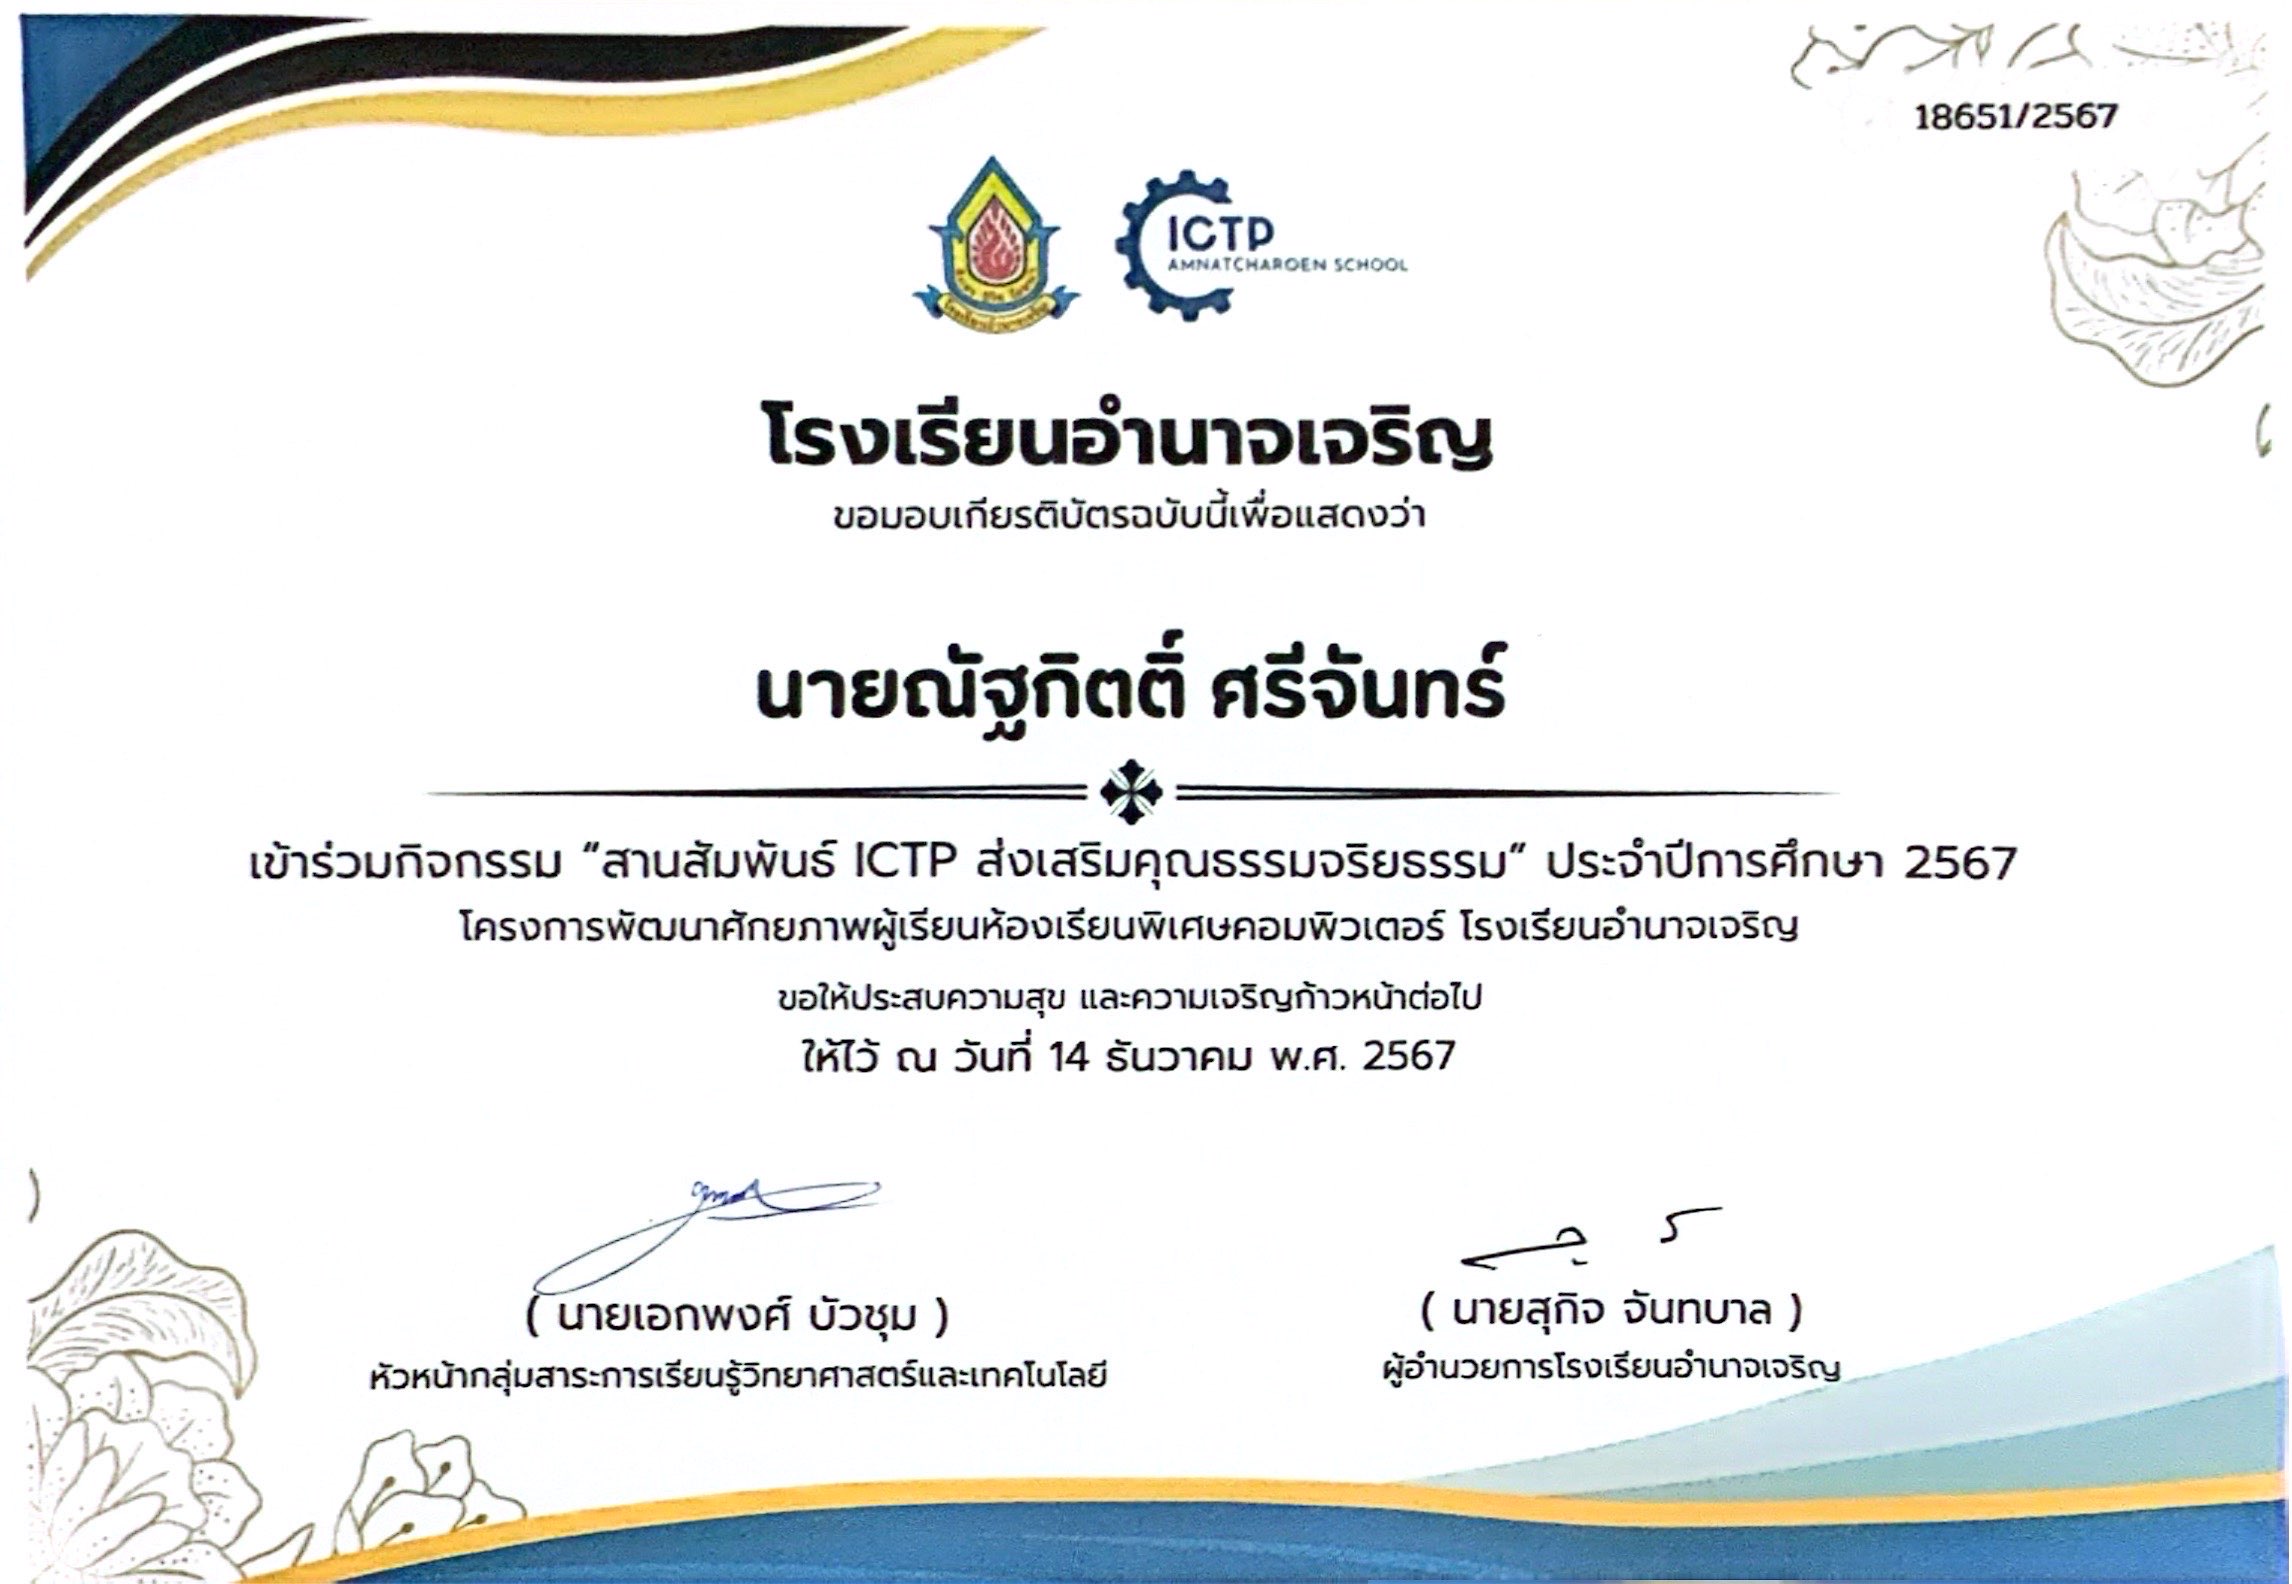 18651/2567
ICTP
AMNATCHAROEN SCHOOL
โรงเรียนอำนาจเจริญ
โรงเรียนอำนาจเจริญ
ขอมอบเกียรติบัตรฉบับนี้เพื่อแสดงว่า
นายณัฐกิตติ์ ศรีจันทร์
เข้าร่วมกิจกรรม “สานสัมพันธ์ ICTP ส่งเสริมคุณธรรมจริยธรรม” ประจำปีการศึกษา 2567
โครงการพัฒนาศักยภาพผู้เรียนห้องเรียนพิเศษคอมพิวเตอร์ โรงเรียนอำนาจเจริญ
ขอให้ประสบความสุข และความเจริญก้าวหน้าต่อไป
ให้ไว้ ณ วันที่ 14 ธันวาคม พ.ศ. 2567
( นายเอกพงศ์ บัวชุม )
หัวหน้ากลุ่มสาระการเรียนรู้วิทยาศาสตร์และเทคโนโลยี
( นายสุกิจ จันทบาล )
ผู้อำนวยการโรงเรียนอำนาจเจริญ